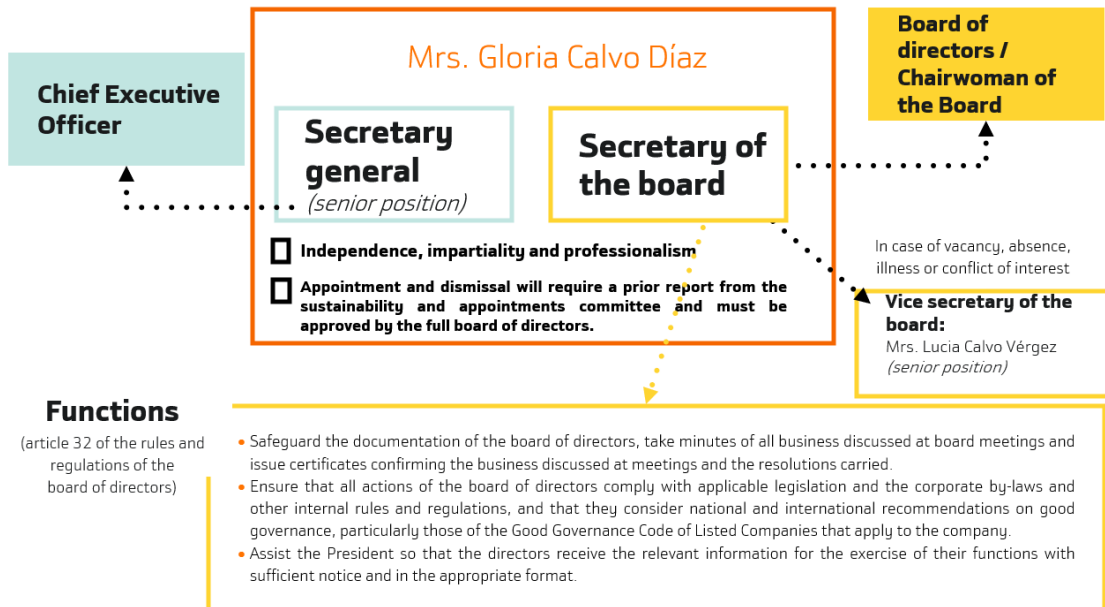 Mrs. Gloria Calvo Díaz
Chief Executive
Officer
Secretary
general
(senior position)
Secretary of
the board
Board of
directors /
Chairwoman of
the Board
Independence, impartiality and professionalism
Appointment and dismissal will require a prior report from the
sustainability and appointments committee and must be
approved by the full board of directors.
In case of vacancy, absence,
illness or conflict of interest
Vice secretary of the
board:
Mrs. Lucia Calvo Vérgez
(senior position)
Functions
(article 32 of the rules and
regulations of the
board of directors)
• Safeguard the documentation of the board of directors, take minutes of all business discussed at board meetings and
issue certificates confirming the business discussed at meetings and the resolutions carried.
• Ensure that all actions of the board of directors comply with applicable legislation and the corporate by-laws and
other internal rules and regulations, and that they consider national and international recommendations on good
governance, particularly those of the Good Governance Code of Listed Companies that apply to the company.
• Assist the President so that the directors receive the relevant information for the exercise of their functions with
sufficient notice and in the appropriate format.